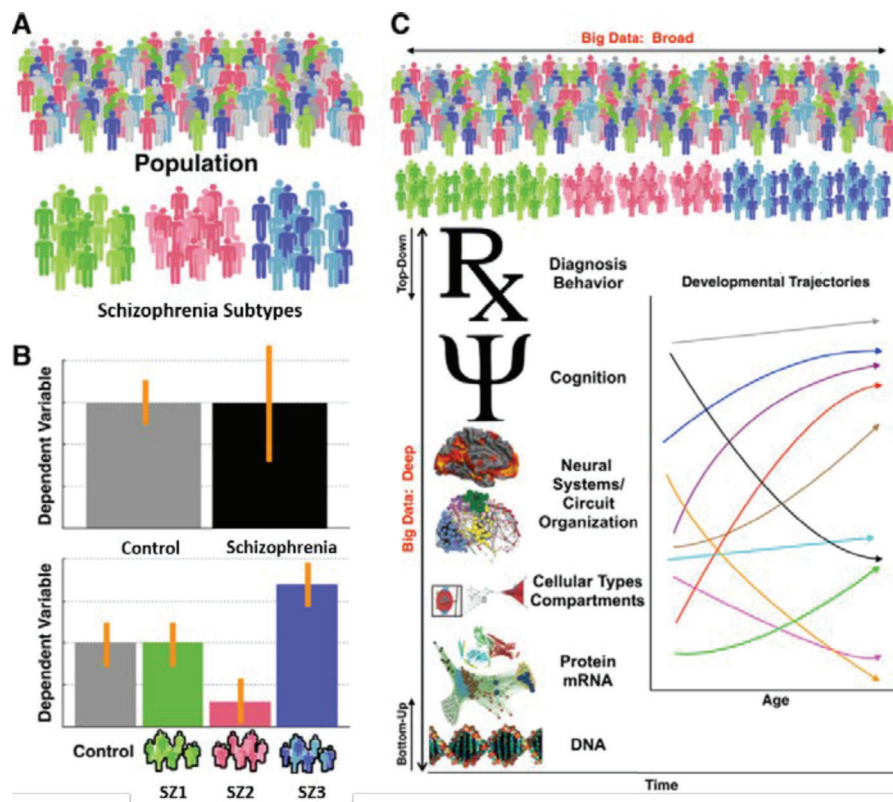 A
Population
Schizophrenia Subtypes
B
Dependent Variable
Control
Schizophrenia
Dependent Variable
Control
SZ1
SZ2
SZ3
C
Big Data: Broad
Top-Down
Big Data: Deep
Bottom-Up
Rx
Diagnosis
Behavior
Ψ
Cognition
Neural
Systems/
Circuit
Organization
Cellular Types
Compartments
Protein
mRNA
DNA
Developmental Trajectories
Age
Time